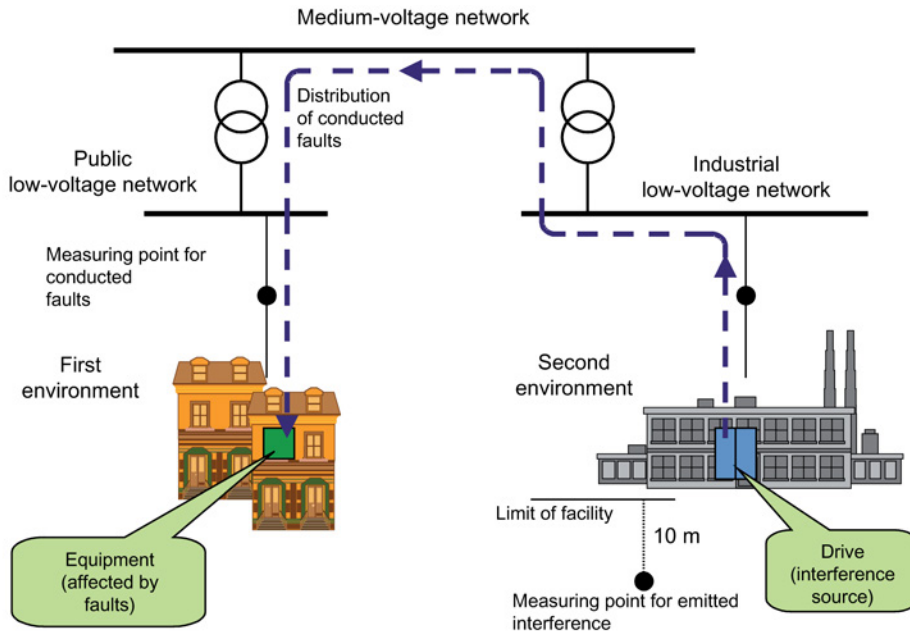 Medium-voltage network
Distribution
of conducted
faults
Public
low-voltage network
Industrial
low-voltage network
Measuring point for
conducted
faults
First
environment
Second
environment
Limit of facility
10 m
Equipment
(affected by
faults)
Drive
(interference
source)
Measuring point for emitted
interference